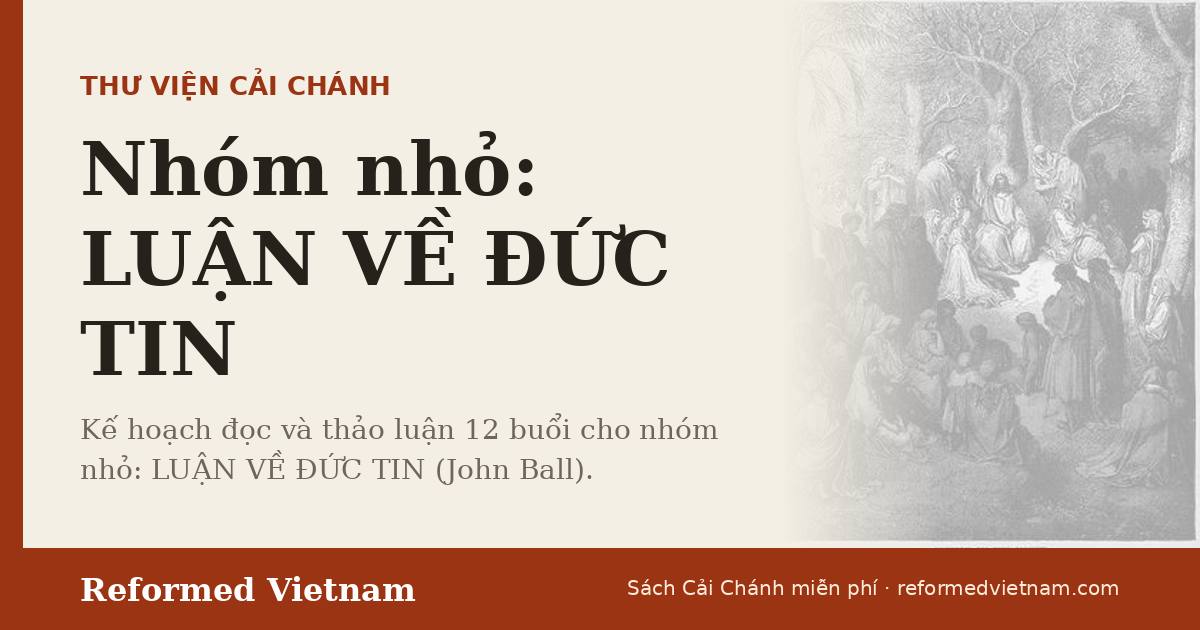 THƯ VIỆN CẢI CHÁNH
Nhóm nhỏ:
LUẬN VỀ ĐỨC
TIN
Kế hoạch đọc và thảo luận 12 buổi cho nhóm
nhỏ: LUẬN VỀ ĐỨC TIN (John Ball).
Reformed Vietnam
Sách Cải Chánh miễn phí · reformedvietnam.com